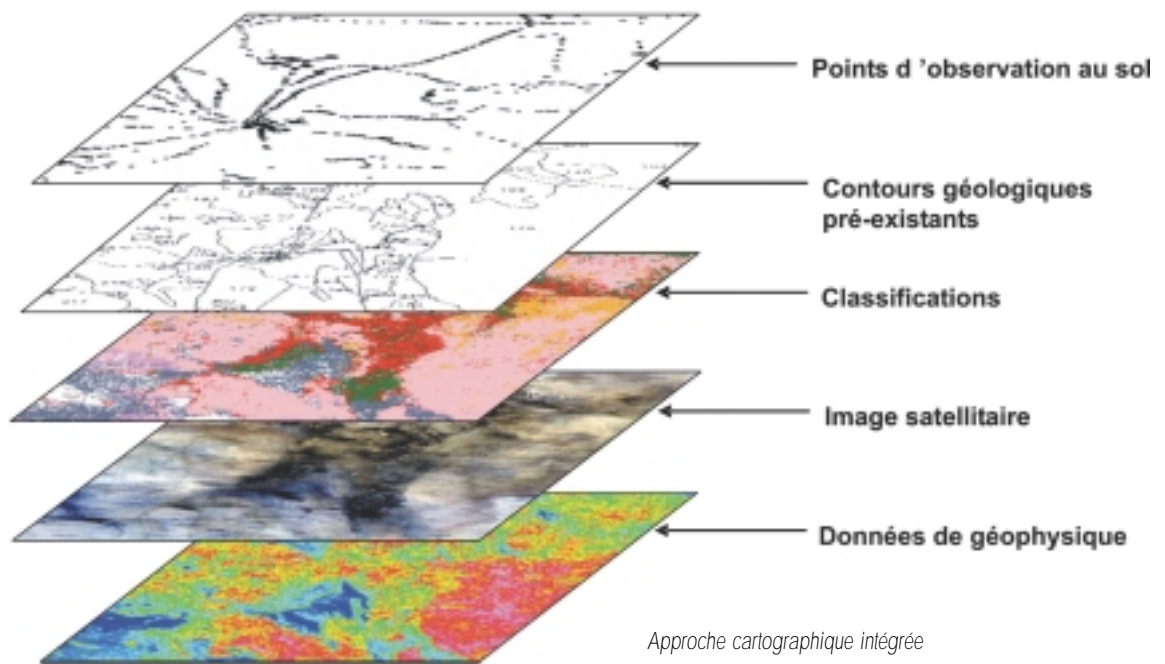 Points d 'observation au sol
Contours géologiques
pré-existants
Classifications
Image satellitaire
Données de géophysique
Approche cartographique intégrée